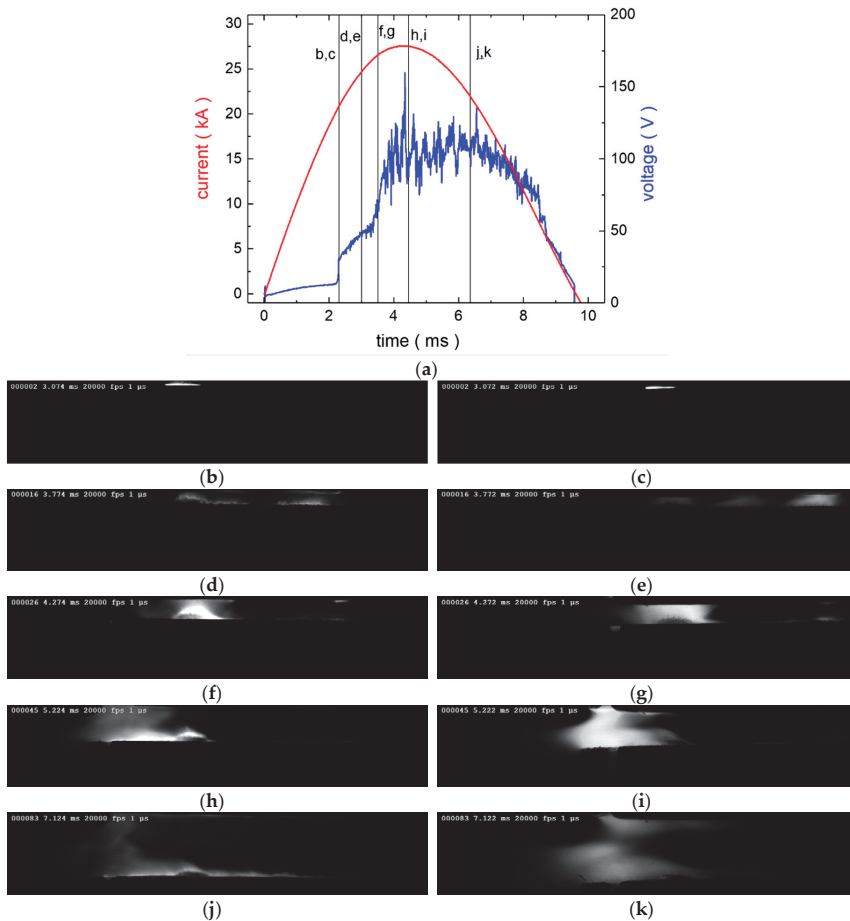 200
30
25
20
15
10
5
0
150
100
50
0
b,c
d,e
f,g
h,i
j,k
current ( kA )
voltage ( V )
0 2 4 6 8 10
time ( ms )
(a)
000002 3.074 ms 20000 fps 1 µs
000002 3.072 ms 20000 fps 1 µs
(b) (c)
000016 3.774 ms 20000 fps 1 µs
000016 3.772 ms 20000 fps 1 µs
(d) (e)
000026 4.274 ms 20000 fps 1 µs
000026 4.272 ms 20000 fps 1 µs
(f) (g)
000045 5.224 ms 20000 fps 1 µs
000045 5.222 ms 20000 fps 1 µs
(h) (i)
000083 7.124 ms 20000 fps 1 µs
000083 7.122 ms 20000 fps 1 µs
(j) (k)